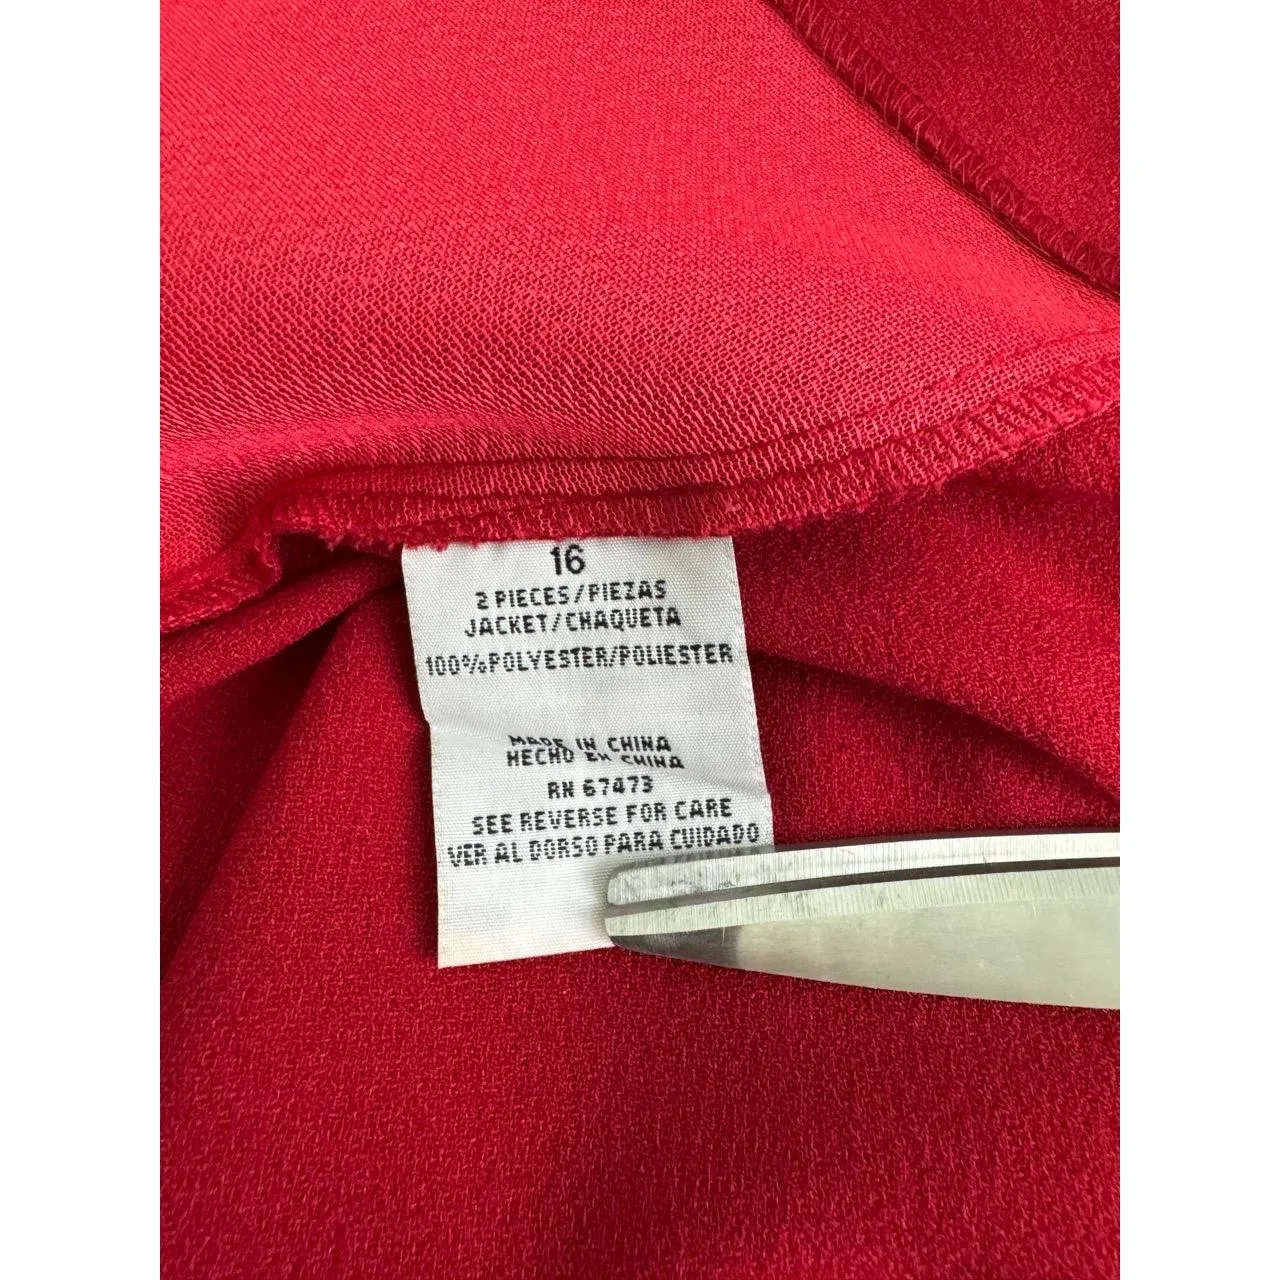 16
2 PIECES/PIEZAS
JACKET/CHAQUETA
100%POLYESTER/POLIESTER
MADE IN CHINA
HECHO EN CHINA
RN 67473
SEE REVERSE FOR CARE
VER AL DORSO PARA CUIDADO